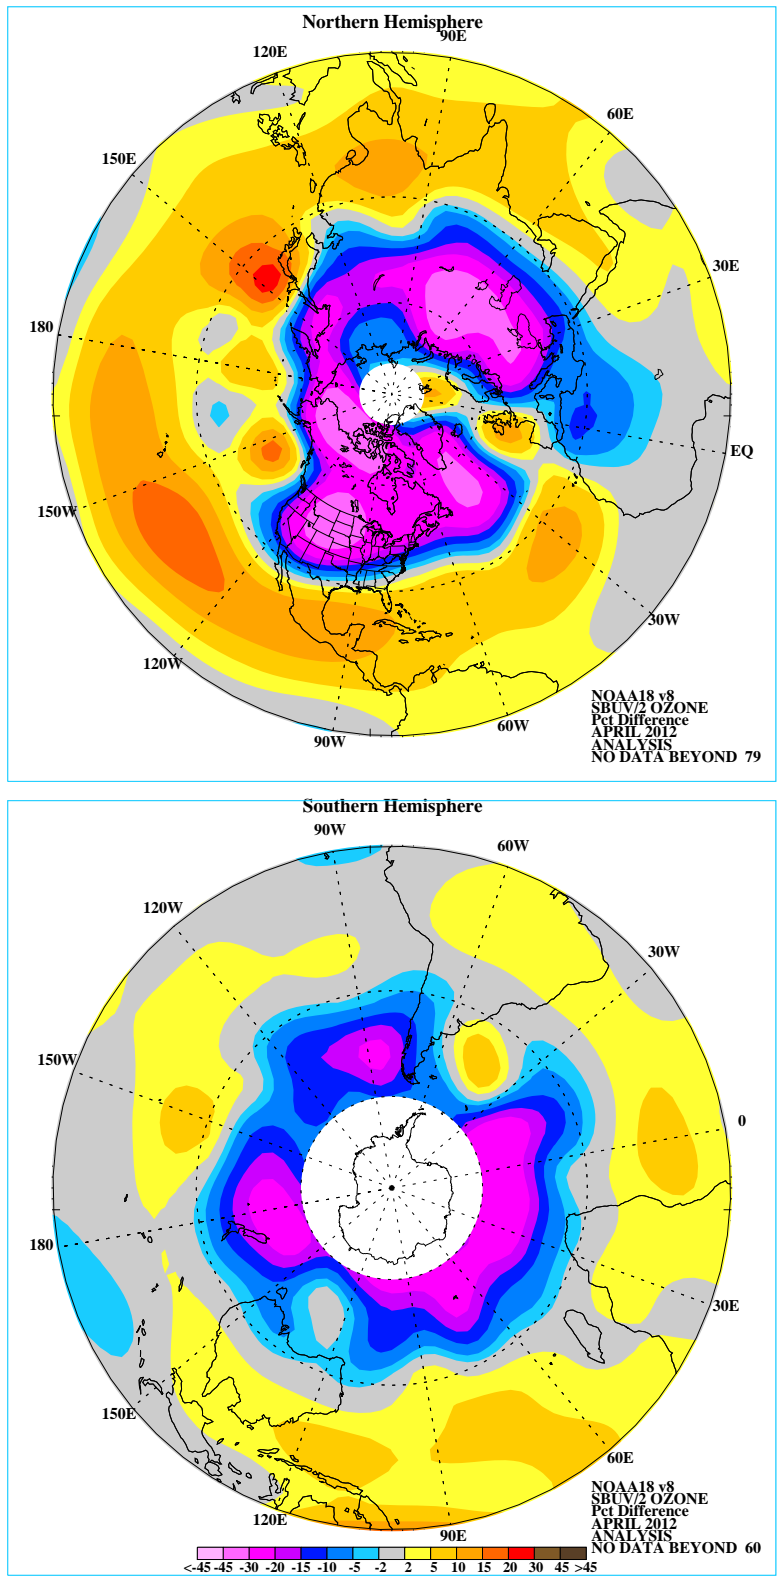 Northern Hemisphere
90E
120E
60E
150E
30E
180
EQ
150W
30W
120W
60W
90W
NOAA18 v8
SBUV/2 OZONE
Pct Difference
APRIL 2012
ANALYSIS
NO DATA BEYOND 79
Southern Hemisphere
90W
60W
120W
30W
150W
0
180
30E
150E
60E
120E
90E
NOAA18 v8
SBUV/2 OZONE
Pct Difference
APRIL 2012
ANALYSIS
NO DATA BEYOND 60
<-45 -45 -30 -20 -15 -10 -5 -2 2 5 10 15 20 30 45 >45